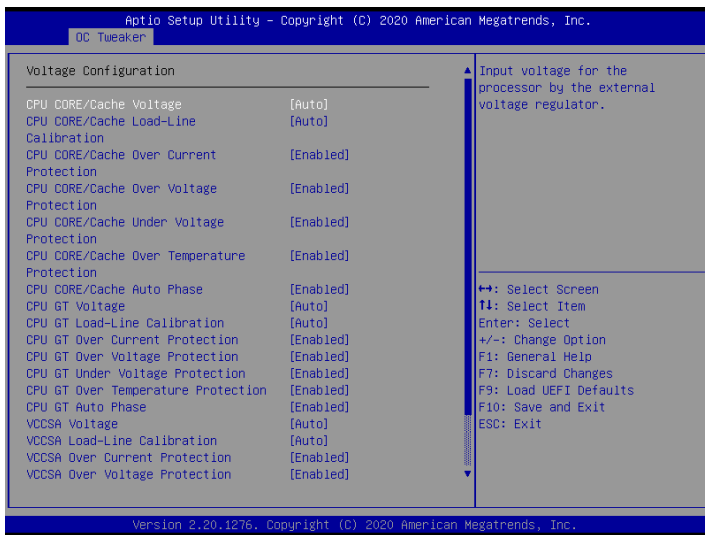 Aptio Setup Utility – Copyright (C) 2020 American Megatrends, Inc.
OC Tweaker
Voltage Configuration
CPU CORE/Cache Voltage [Auto]
CPU CORE/Cache Load-Line [Auto]
Calibration
CPU CORE/Cache Over Current [Enabled]
Protection
CPU CORE/Cache Over Voltage [Enabled]
Protection
CPU CORE/Cache Under Voltage [Enabled]
Protection
CPU CORE/Cache Over Temperature [Enabled]
Protection
CPU CORE/Cache Auto Phase [Enabled]
CPU GT Voltage [Auto]
CPU GT Load-Line Calibration [Auto]
CPU GT Over Current Protection [Enabled]
CPU GT Over Voltage Protection [Enabled]
CPU GT Under Voltage Protection [Enabled]
CPU GT Over Temperature Protection [Enabled]
CPU GT Auto Phase [Enabled]
VCCSA Voltage [Auto]
VCCSA Load-Line Calibration [Auto]
VCCSA Over Current Protection [Enabled]
VCCSA Over Voltage Protection [Enabled]
Input voltage for the
processor by the external
voltage regulator.
↔: Select Screen
↑↓: Select Item
Enter: Select
+/-: Change Option
F1: General Help
F7: Discard Changes
F9: Load UEFI Defaults
F10: Save and Exit
ESC: Exit
Version 2.20.1276. Copyright (C) 2020 American Megatrends, Inc.